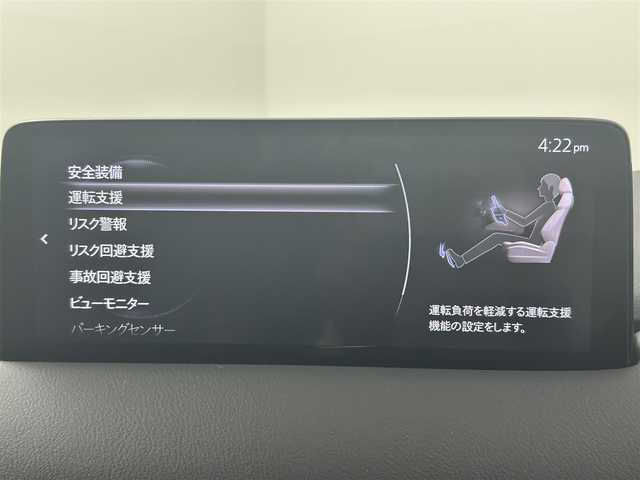 4:22pm
安全装備
運転支援
リスク警報
リスク回避支援
事故回避支援
ビューモニター
パーキングセンサー
運転負荷を軽減する運転支援
機能の設定をします。